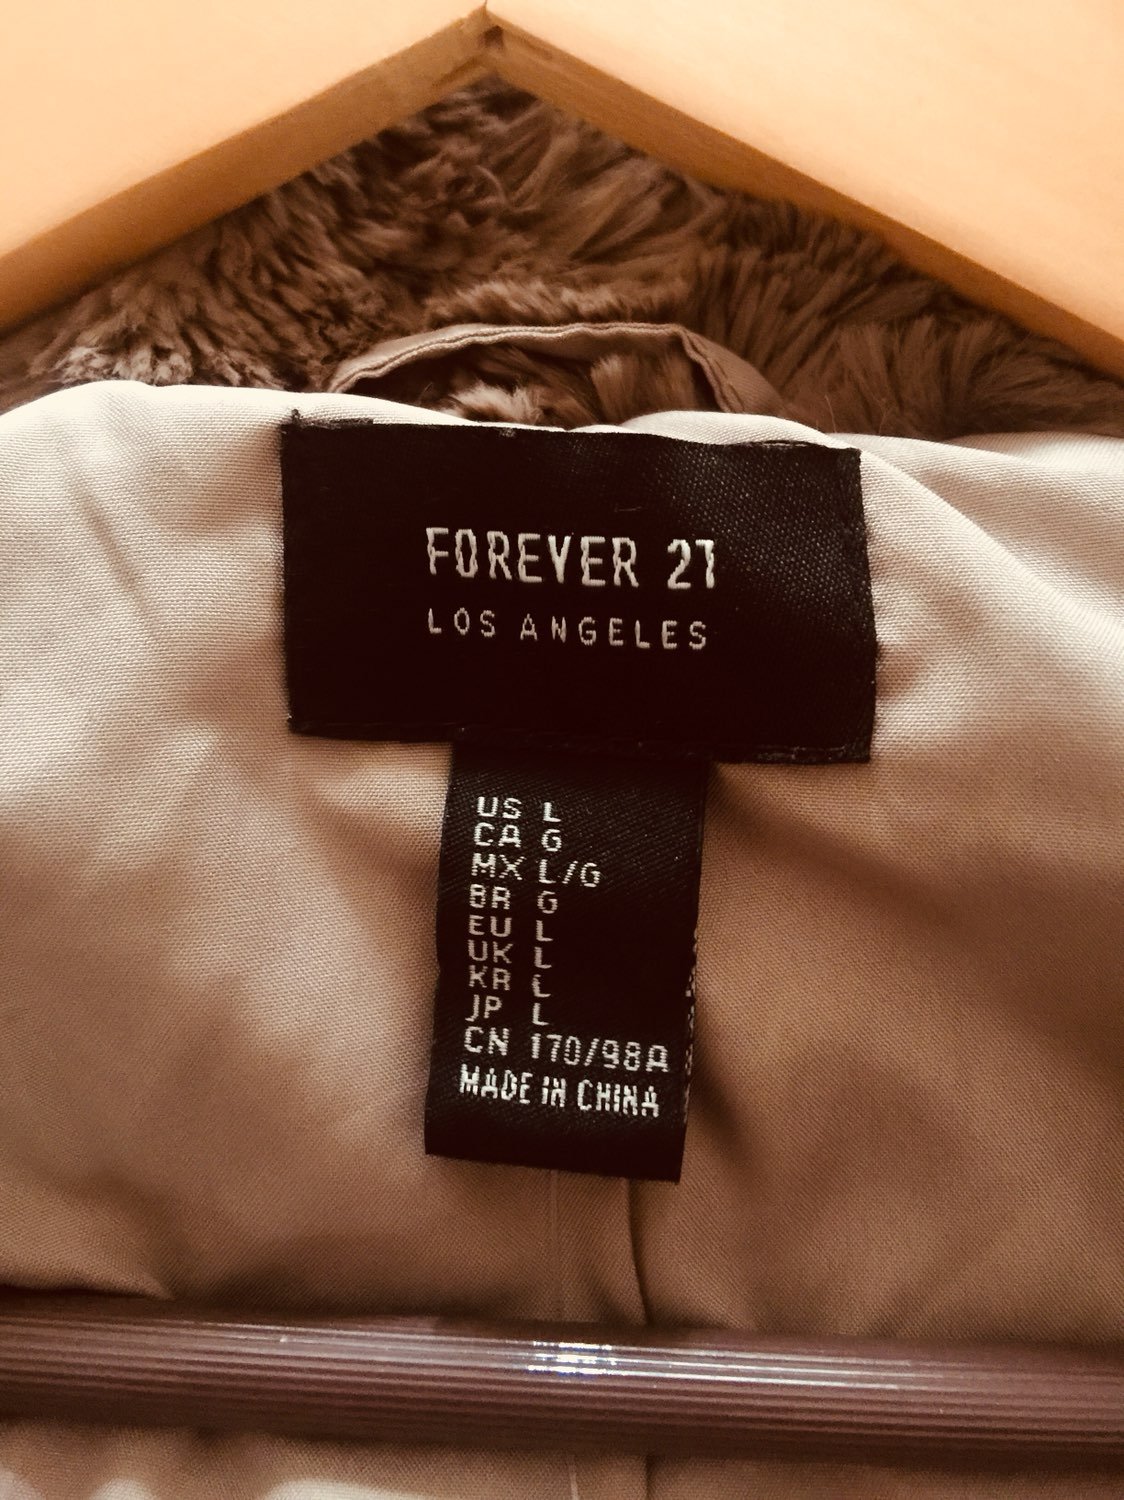 FOREVER 21
LOS ANGELES
US L
CA G
MX L/G
BR G
EU L
UK L
KR L
JP L
CN 170/98A
MADE IN CHINA